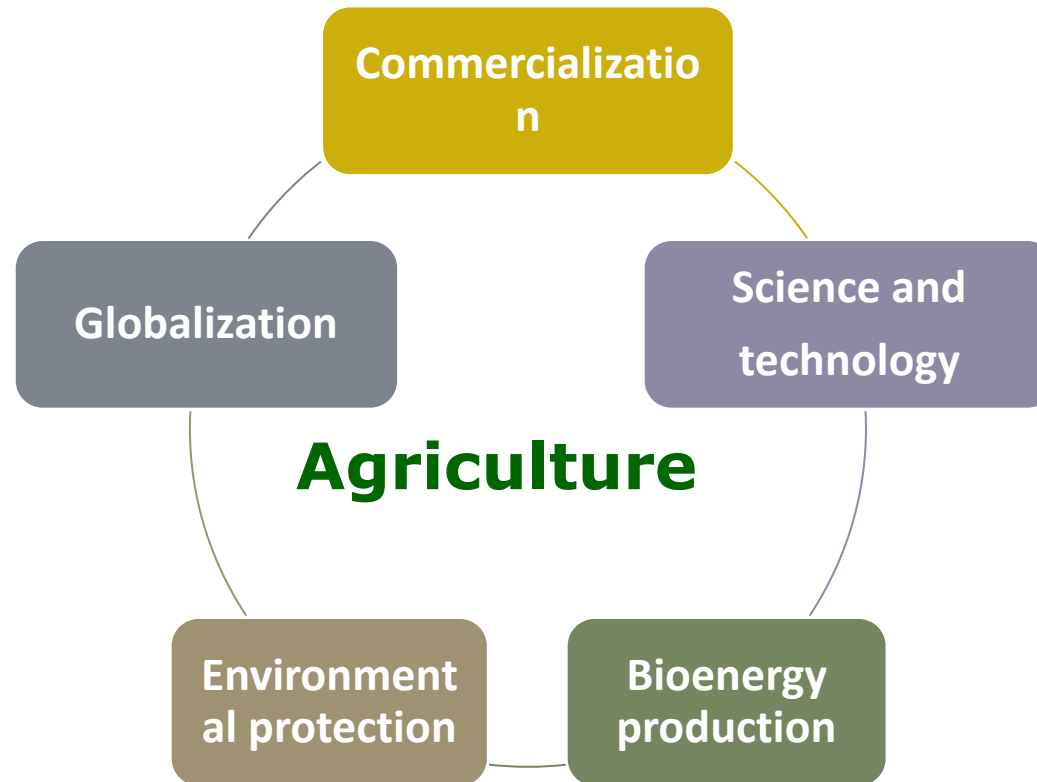 Commercializatio
n
Globalization
Science and
technology
Agriculture
Environment
al protection
Bioenergy
production